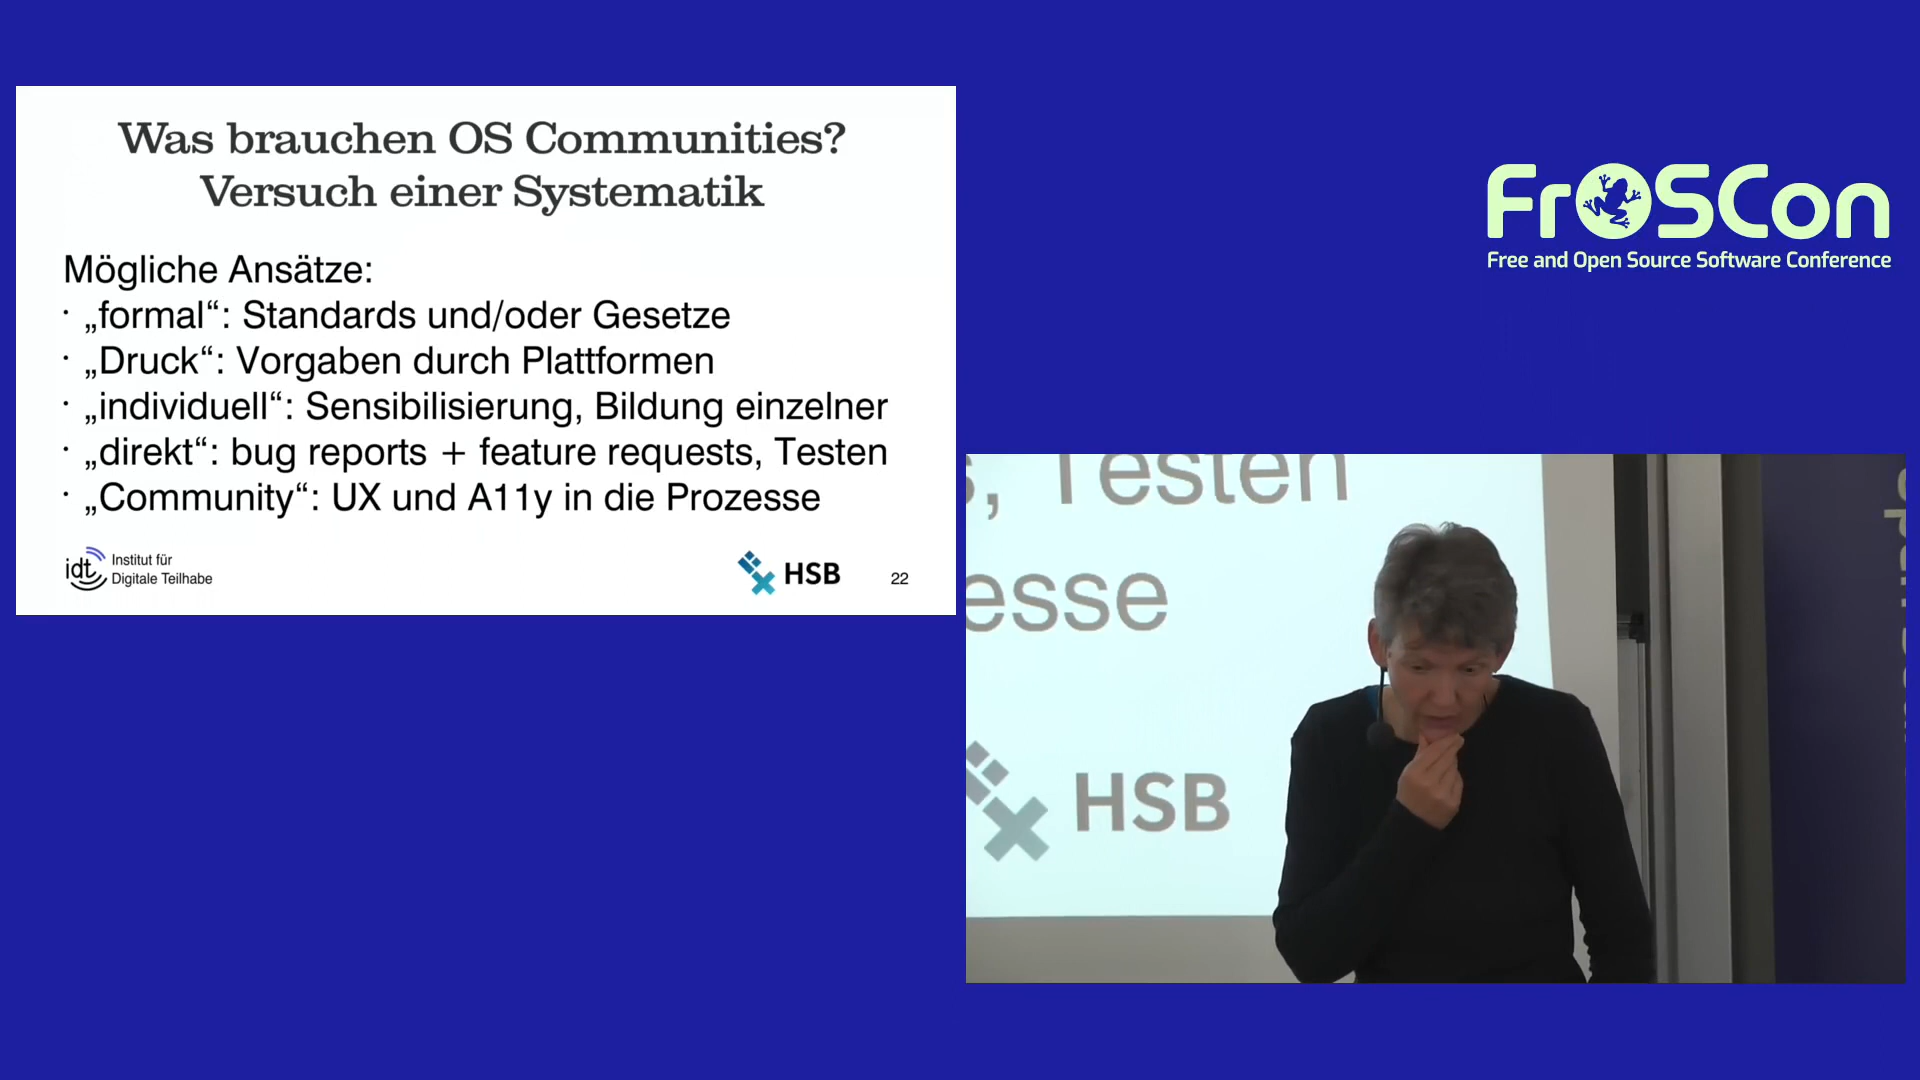 Was brauchen OS Communities?
Versuch einer Systematik
Mögliche Ansätze:
· „formal“: Standards und/oder Gesetze
· „Druck“: Vorgaben durch Plattformen
· „individuell“: Sensibilisierung, Bildung einzelner
· „direkt“: bug reports + feature requests, Testen
· „Community“: UX und A11y in die Prozesse
idt Institut für
Digitale Teilhabe
HSB
22
FrOSCon
Free and Open Source Software Conference
s, Testen
esse
HSB